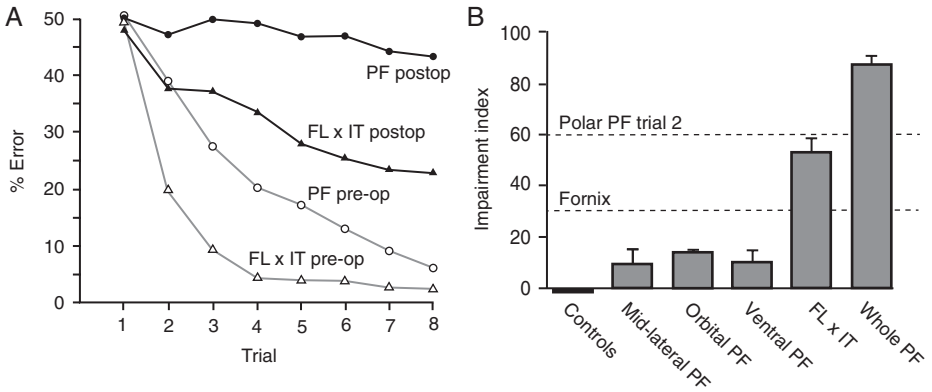 A
% Error
50
40
30
20
10
0
1 2 3 4 5 6 7 8
Trial
PF postop
FL x IT postop
PF pre-op
FL x IT pre-op
B
Impairment index
100
80
60
40
20
0
Polar PF trial 2
Fornix
Controls
Mid-lateral PF
Orbital PF
Ventral PF
FL x IT
Whole PF